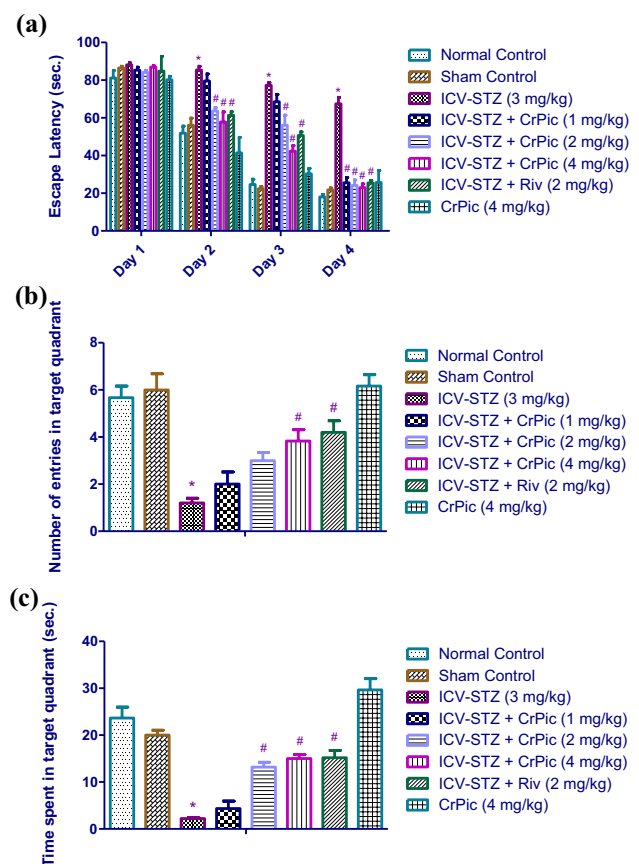 (a)
Escape Latency (sec.)
100
80
60
40
20
0
* * * *
# # # # # # # # # # #
Day 1
Day 2
Day 3
Day 4
Normal Control
Sham Control
ICV-STZ (3 mg/kg)
ICV-STZ + CrPic (1 mg/kg)
ICV-STZ + CrPic (2 mg/kg)
ICV-STZ + CrPic (4 mg/kg)
ICV-STZ + Riv (2 mg/kg)
CrPic (4 mg/kg)
(b)
Number of entries in target quadrant
8
6
4
2
0
* # #
Normal Control
Sham Control
ICV-STZ (3 mg/kg)
ICV-STZ + CrPic (1 mg/kg)
ICV-STZ + CrPic (2 mg/kg)
ICV-STZ + CrPic (4 mg/kg)
ICV-STZ + Riv (2 mg/kg)
CrPic (4 mg/kg)
(c)
Time spent in target quadrant (sec.)
40
30
20
10
0
* # # #
Normal Control
Sham Control
ICV-STZ (3 mg/kg)
ICV-STZ + CrPic (1 mg/kg)
ICV-STZ + CrPic (2 mg/kg)
ICV-STZ + CrPic (4 mg/kg)
ICV-STZ + Riv (2 mg/kg)
CrPic (4 mg/kg)